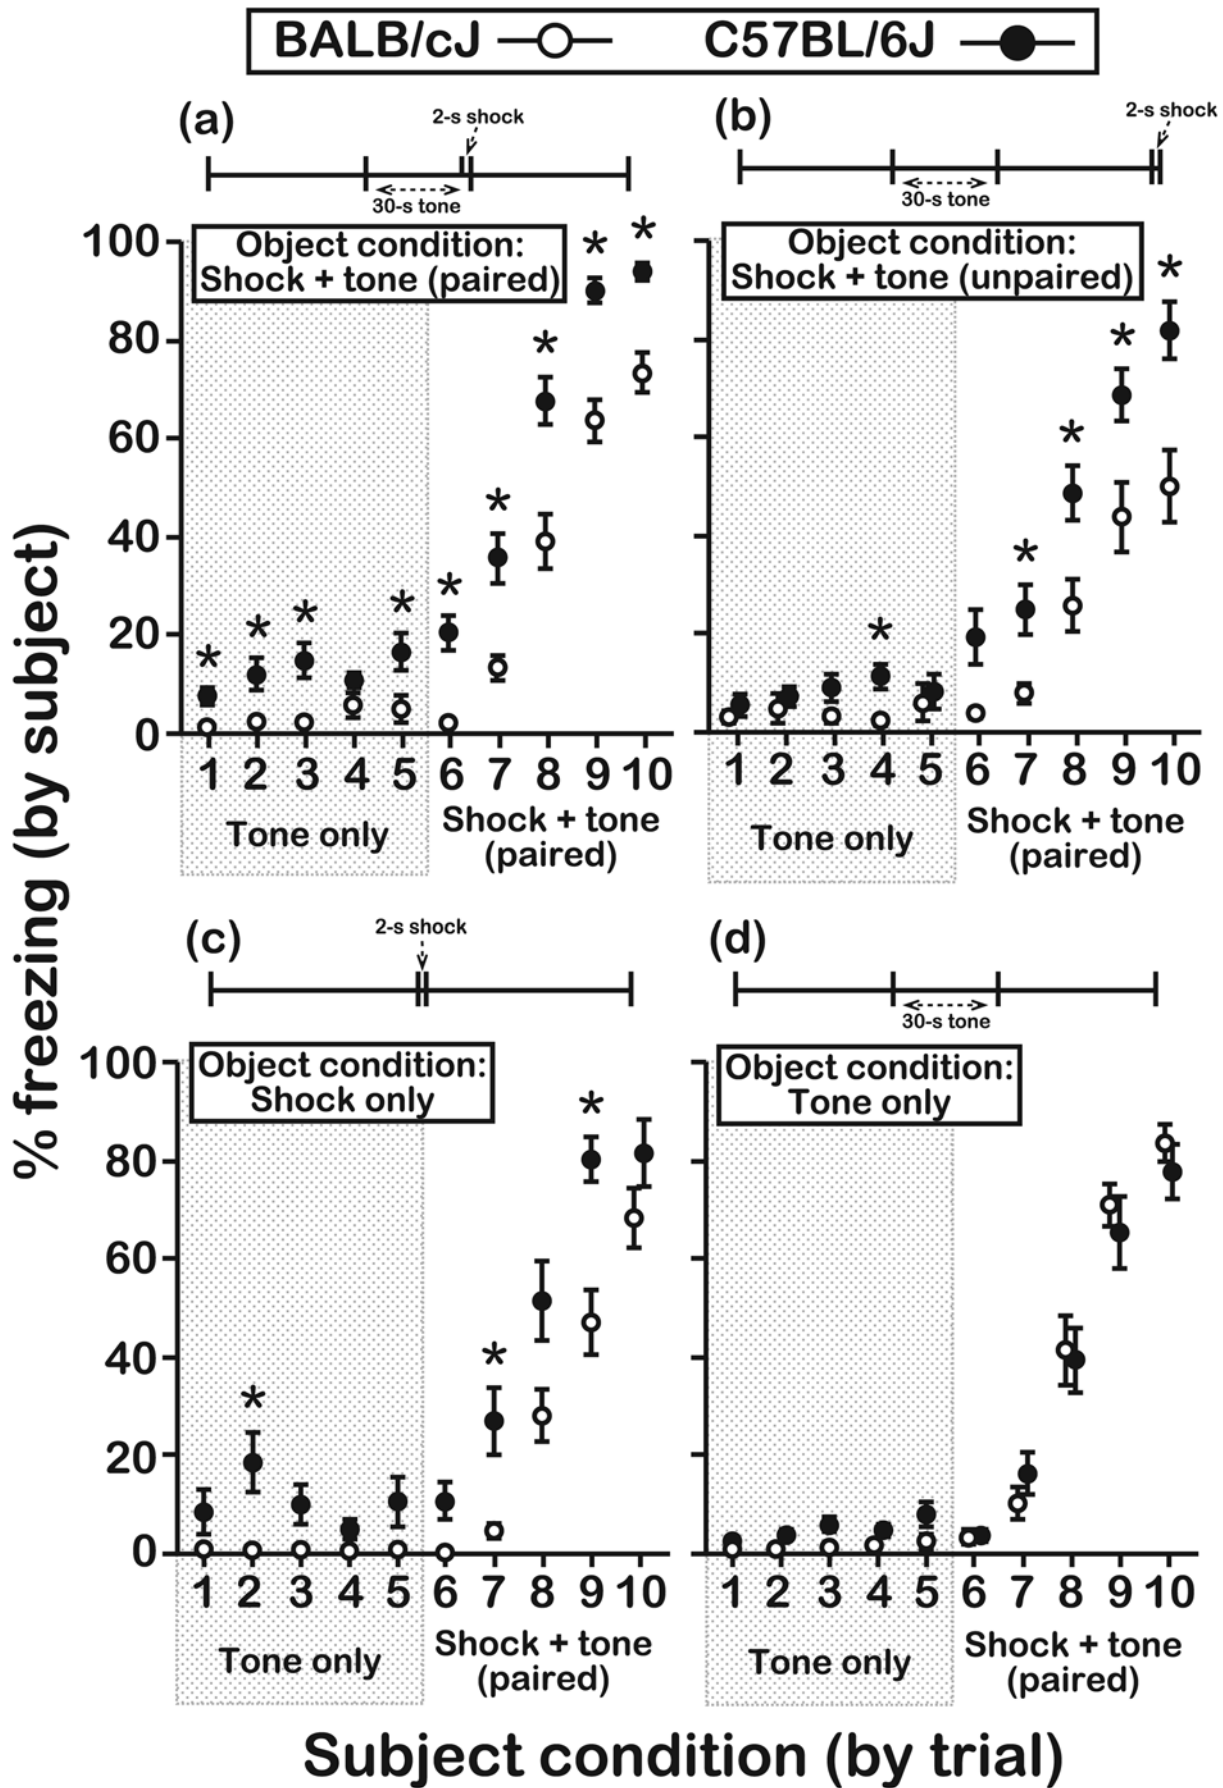 BALB/cJ C57BL/6J
(a)
2-s shock
30-s tone
Object condition:
Shock + tone (paired)
* * * * * * * * *
100
80
60
40
20
0
1 2 3 4 5 6 7 8 9 10
Tone only
Shock + tone
(paired)
(b)
2-s shock
30-s tone
Object condition:
Shock + tone (unpaired)
* * * * *
1 2 3 4 5 6 7 8 9 10
Tone only
Shock + tone
(paired)
(c)
2-s shock
Object condition:
Shock only
* * *
100
80
60
40
20
0
1 2 3 4 5 6 7 8 9 10
Tone only
Shock + tone
(paired)
(d)
30-s tone
Object condition:
Tone only
1 2 3 4 5 6 7 8 9 10
Tone only
Shock + tone
(paired)
% freezing (by subject)
Subject condition (by trial)